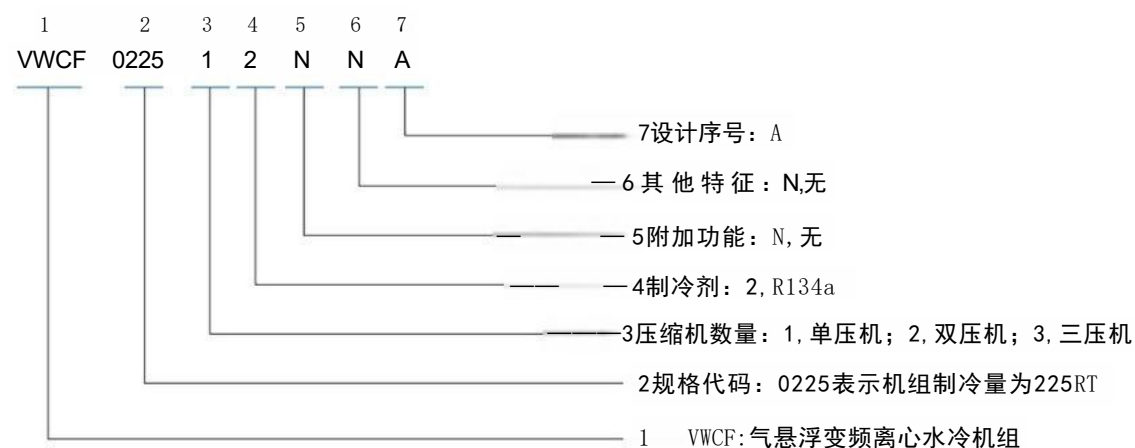 1 2 3 4 5 6 7
VWCF 0225 1 2 N N A
7设计序号：A
6其他特征：N,无
5附加功能：N,无
4制冷剂：2,R134a
3压缩机数量：1,单压机；2,双压机；3,三压机
2规格代码：0225表示机组制冷量为225RT
1 VWCF:气悬浮变频离心水冷机组